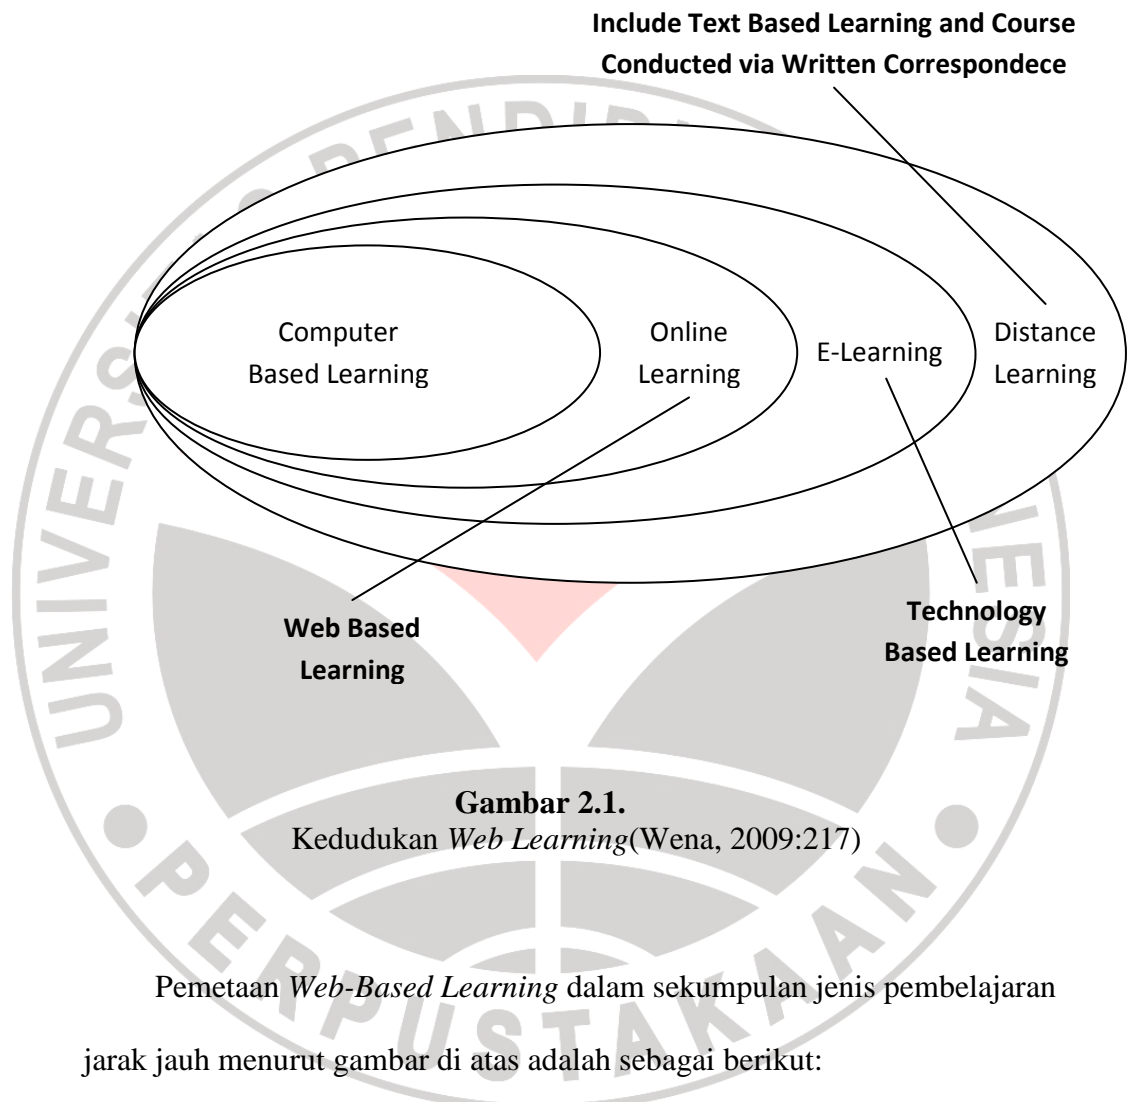 Include Text Based Learning and Course
Conducted via Written Correspondece
Computer
Based Learning
Online
Learning
E-Learning
Distance
Learning
Web Based
Learning
Technology
Based Learning
Gambar 2.1.
Kedudukan Web Learning(Wena, 2009:217)
Pemetaan Web-Based Learning dalam sekumpulan jenis pembelajaran
jarak jauh menurut gambar di atas adalah sebagai berikut:
PERPUSTAKAAN